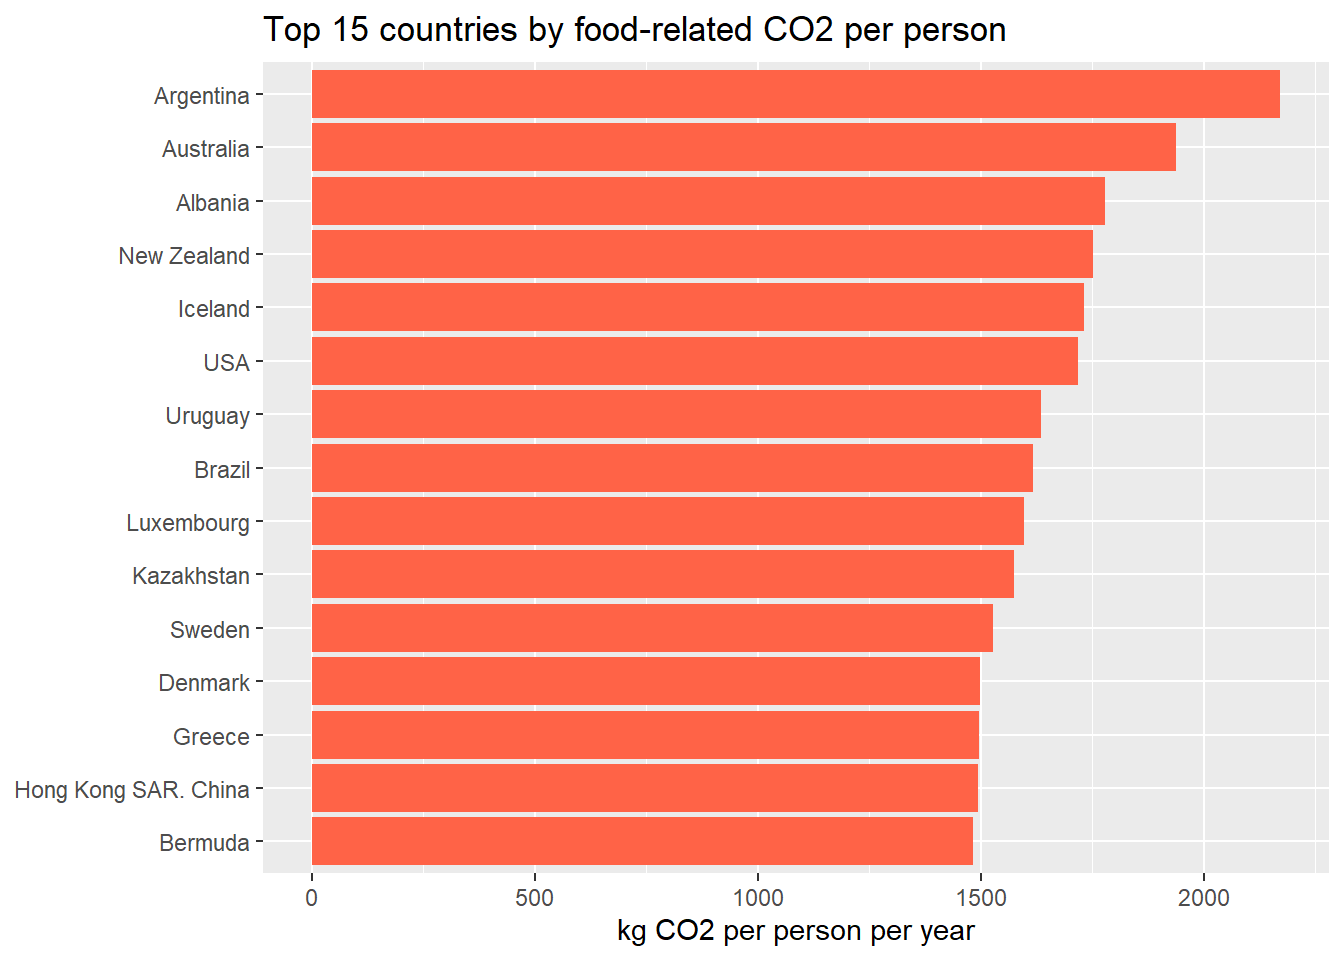 Top 15 countries by food-related CO2 per person
Argentina
Australia
Albania
New Zealand
Iceland
USA
Uruguay
Brazil
Luxembourg
Kazakhstan
Sweden
Denmark
Greece
Hong Kong SAR. China
Bermuda
0 500 1000 1500 2000
kg CO2 per person per year